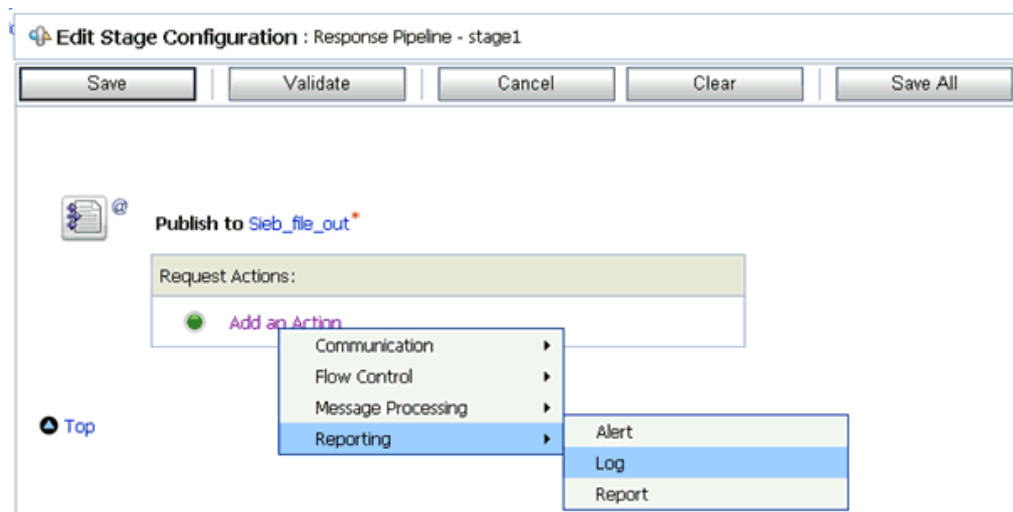 Edit Stage Configuration : Response Pipeline - stage1
Save Validate Cancel Clear Save All
@
Publish to Sieb_file_out*
Request Actions:
Add an Action
Communication
Flow Control
Message Processing
Reporting
Alert
Log
Report
Top